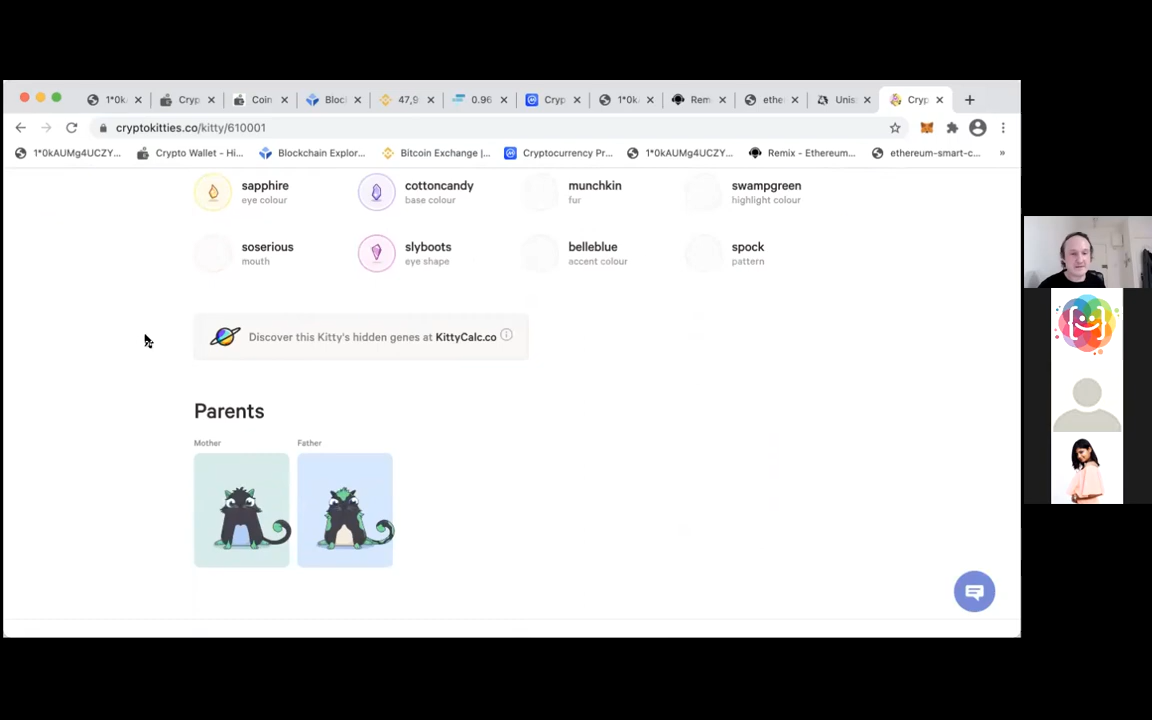 1*0k Cryp Coin Bloc 47,9 0.96 Cryp 1*0k Rem ethe Unis Cryp
cryptokitties.co/kitty/610001
1*0kAUMg4UCZY... Crypto Wallet - Hi... Blockchain Explor... Bitcoin Exchange |... Cryptocurrency Pr... 1*0kAUMg4UCZY... Remix - Ethereum... ethereum-smart-c... »
sapphire cottoncandy munchkin swampgreen
eye colour base colour fur highlight colour
soserious slyboots belleblue spock
mouth eye shape accent colour pattern
Discover this Kitty's hidden genes at KittyCalc.co
Parents
Mother Father